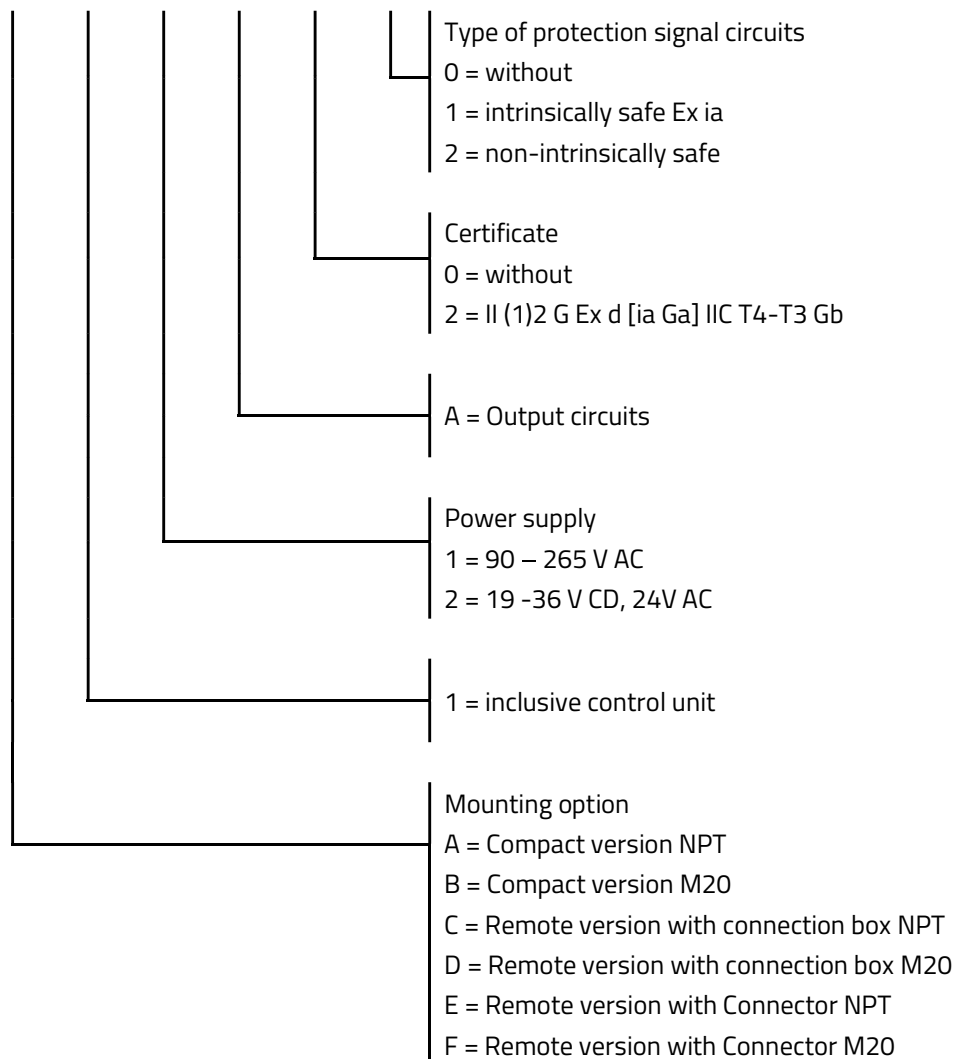 Type of protection signal circuits
0 = without
1 = intrinsically safe Ex ia
2 = non-intrinsically safe
Certificate
0 = without
2 = II (1)2 G Ex d [ia Ga] IIC T4-T3 Gb
A = Output circuits
Power supply
1 = 90 – 265 V AC
2 = 19 -36 V CD, 24V AC
1 = inclusive control unit
Mounting option
A = Compact version NPT
B = Compact version M20
C = Remote version with connection box NPT
D = Remote version with connection box M20
E = Remote version with Connector NPT
F = Remote version with Connector M20